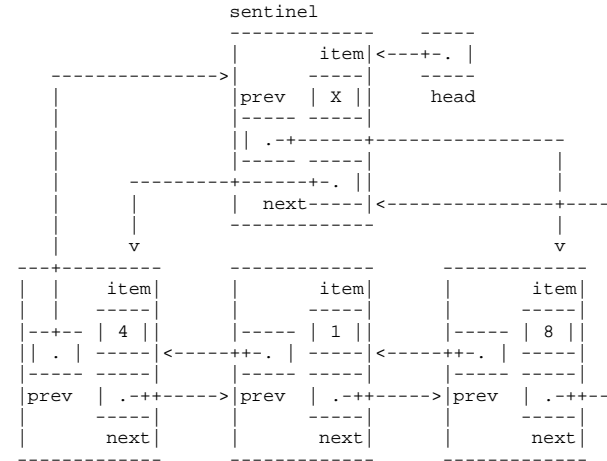 sentinel
item
prev X head
next
item item item
4 1 8
prev prev prev
next next next